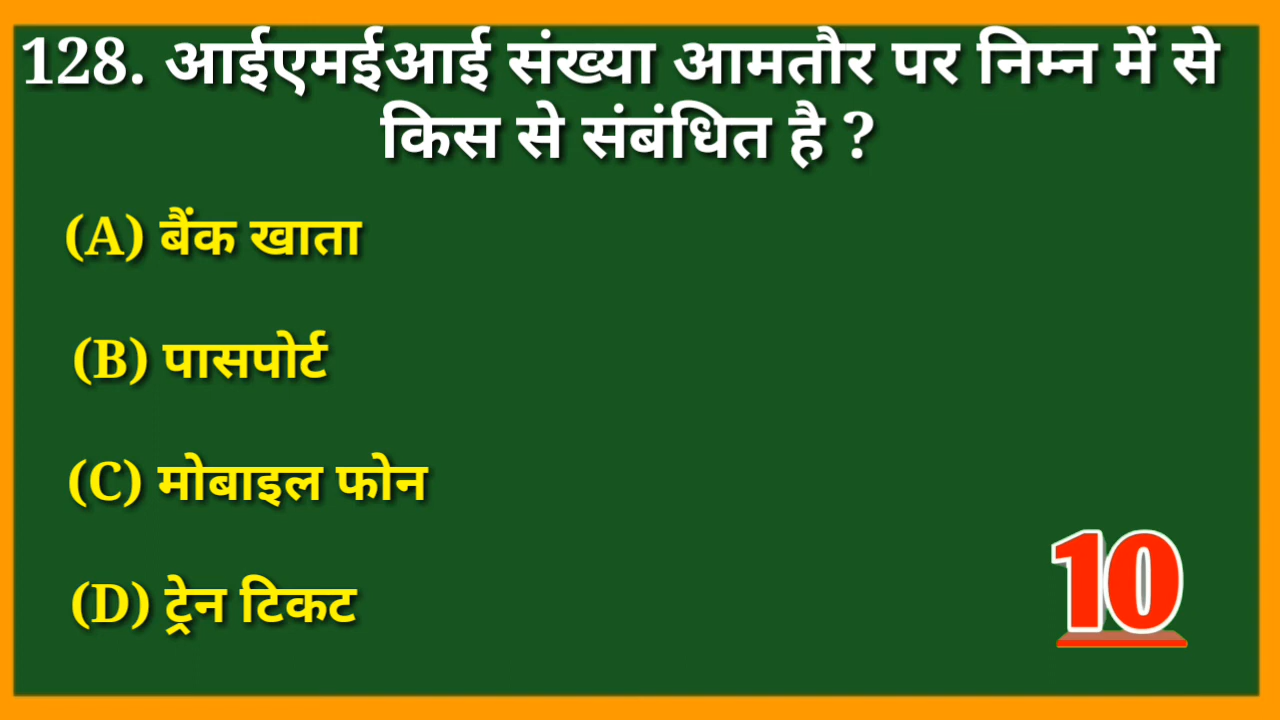 128. आईएमईआई संख्या आमतौर पर निम्न में से
किस से संबंधित है ?
(A) बैंक खाता
(B) पासपोर्ट
(C) मोबाइल फोन
(D) ट्रेन टिकट
10